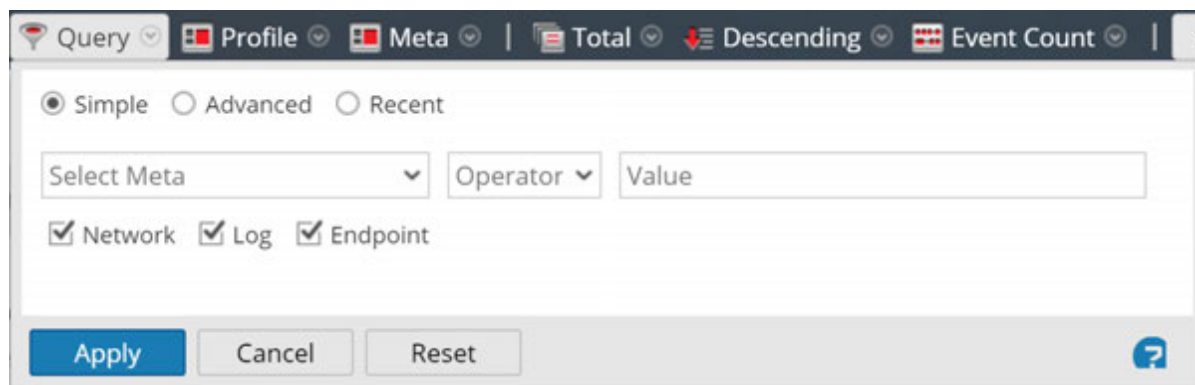 Query Profile Meta | Total Descending Event Count |
Simple Advanced Recent
Select Meta Operator Value
Network Log Endpoint
Apply Cancel Reset ?